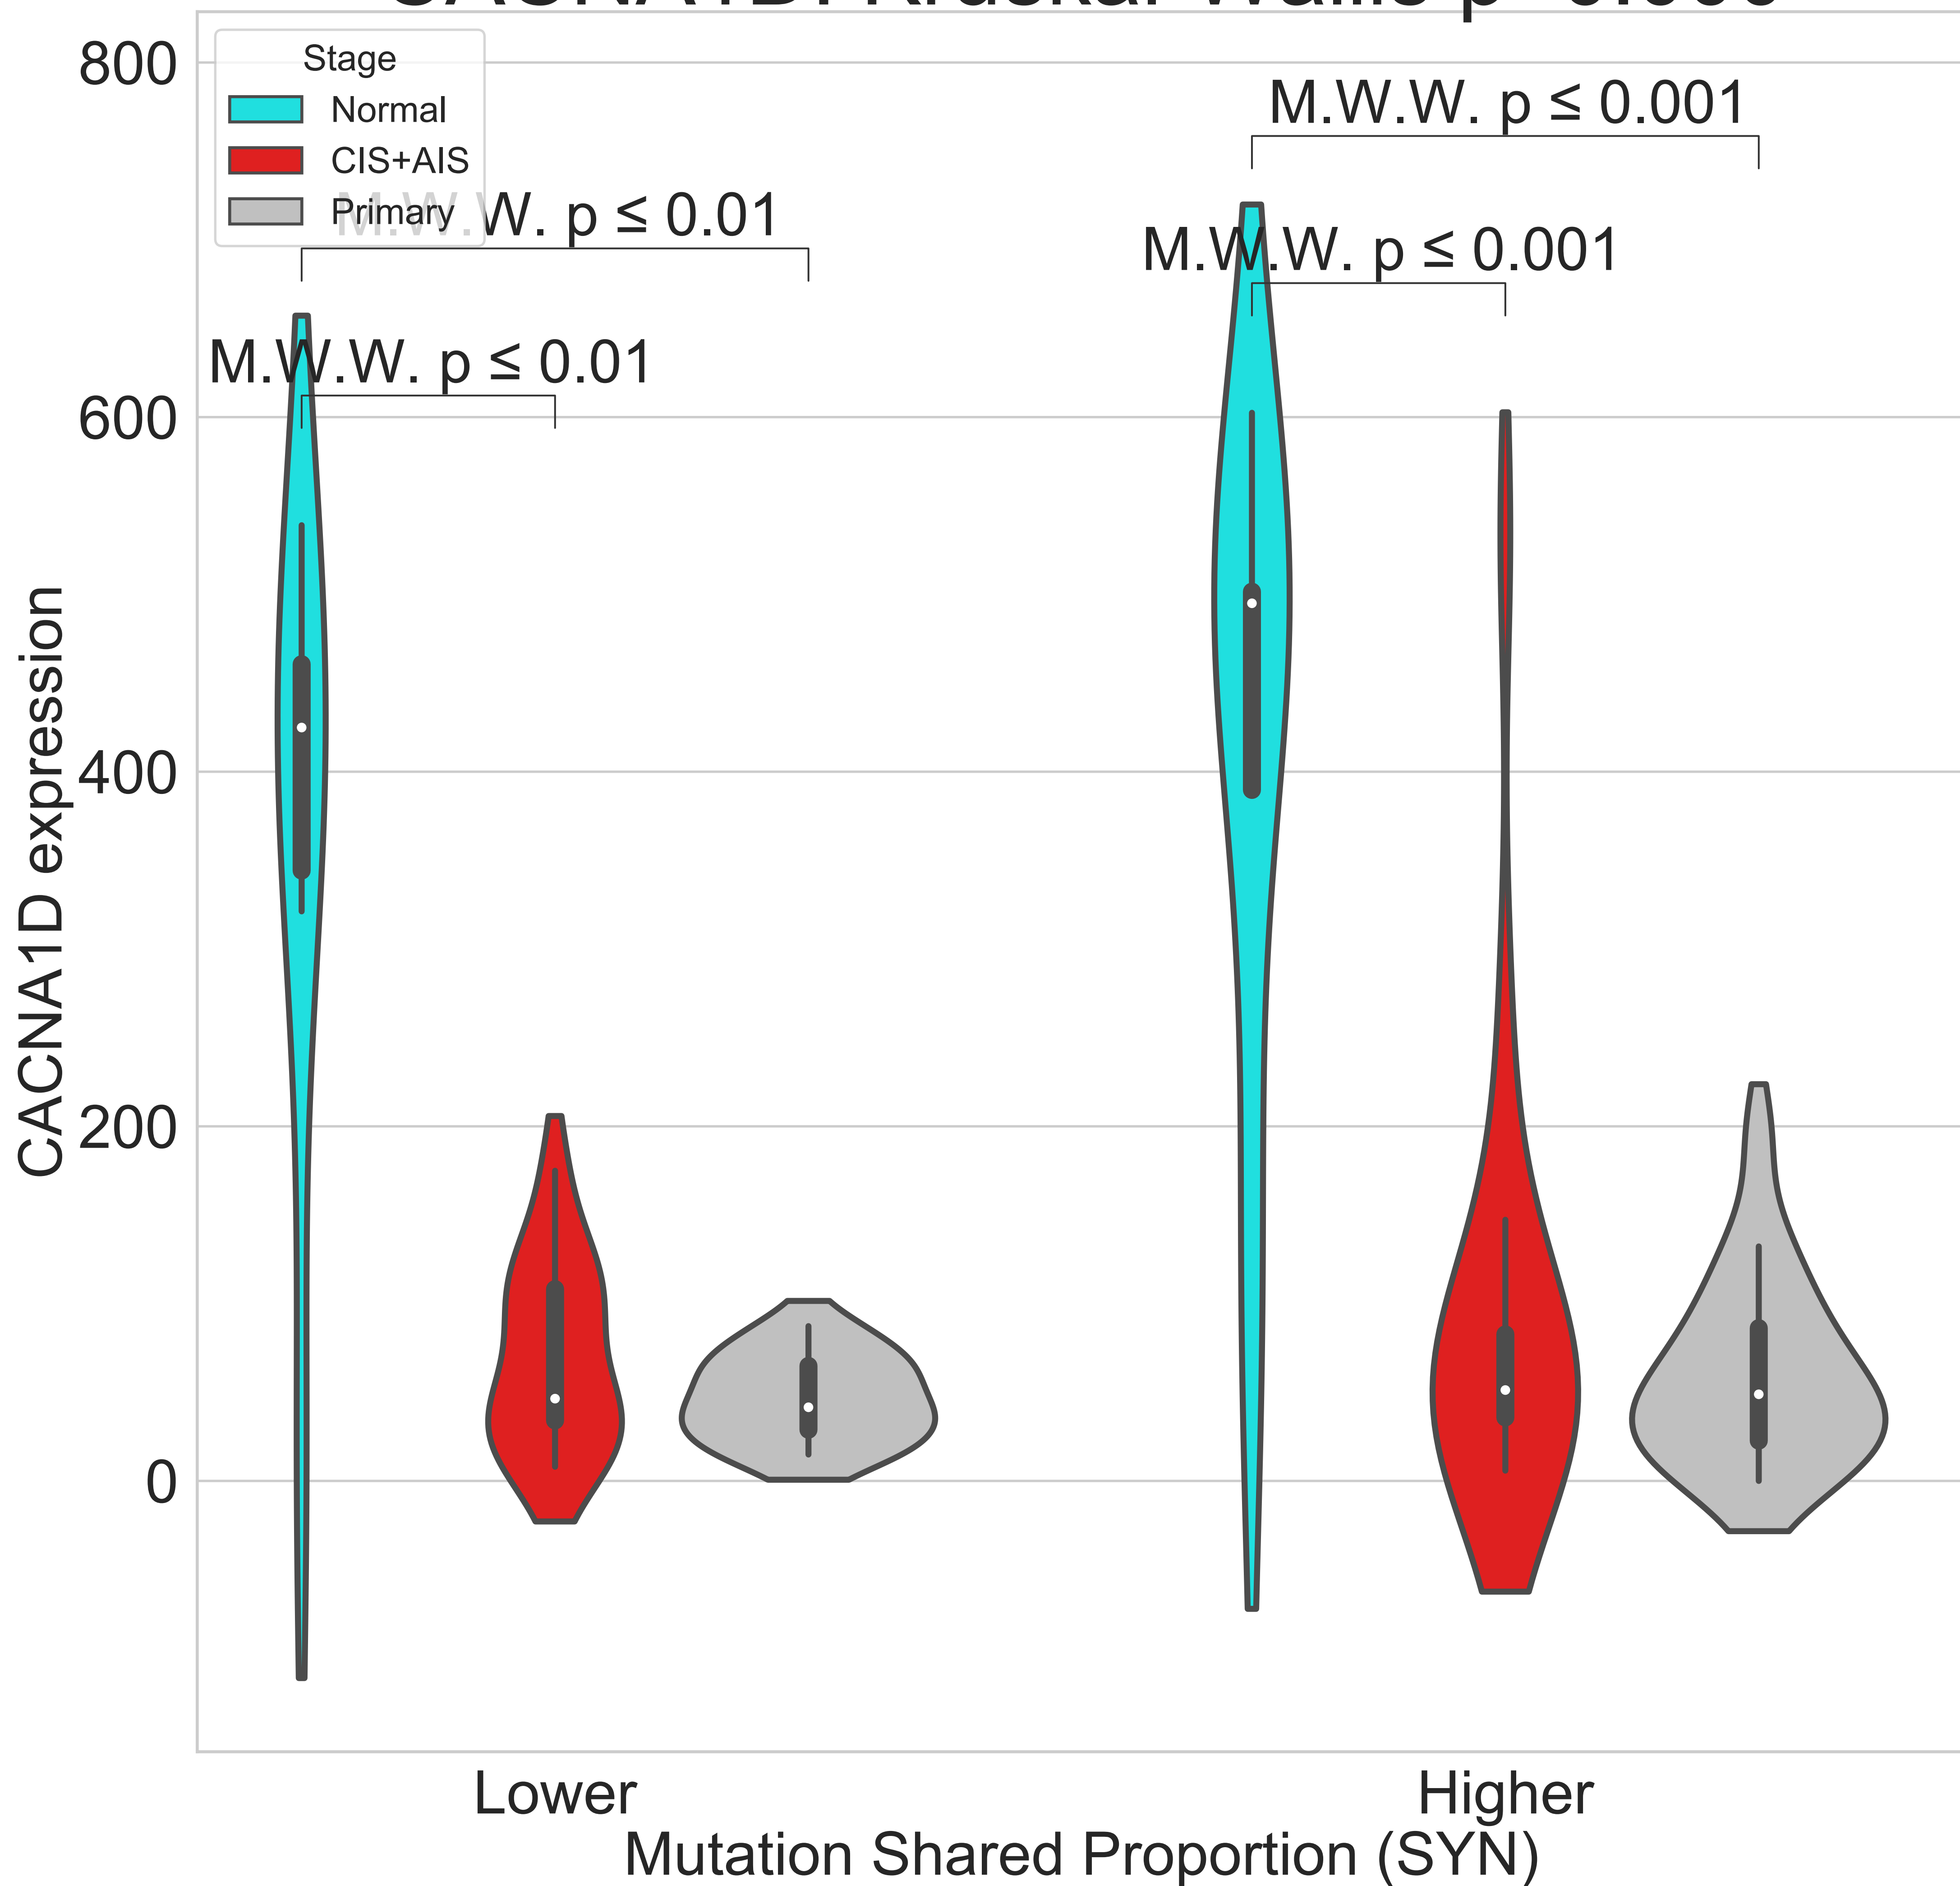 800
600
400
200
0
CACNA1D expression
Stage
Normal
CIS+AIS
Primary
M.W.W. p ≤ 0.01
M.W.W. p ≤ 0.01
M.W.W. p ≤ 0.001
M.W.W. p ≤ 0.001
Lower
Higher
Mutation Shared Proportion (SYN)